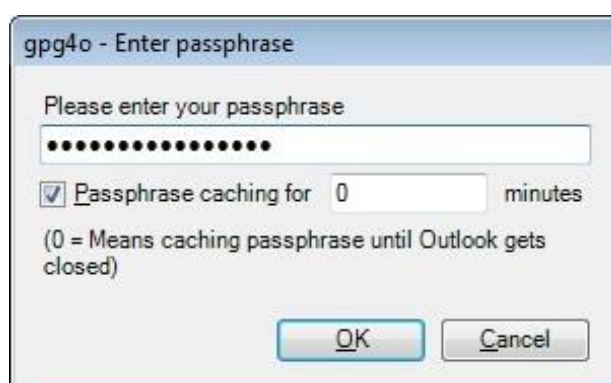 gpg4o - Enter passphrase
Please enter your passphrase
••••••••••••••••
Passphrase caching for 0 minutes
(0 = Means caching passphrase until Outlook gets
closed)
OK Cancel